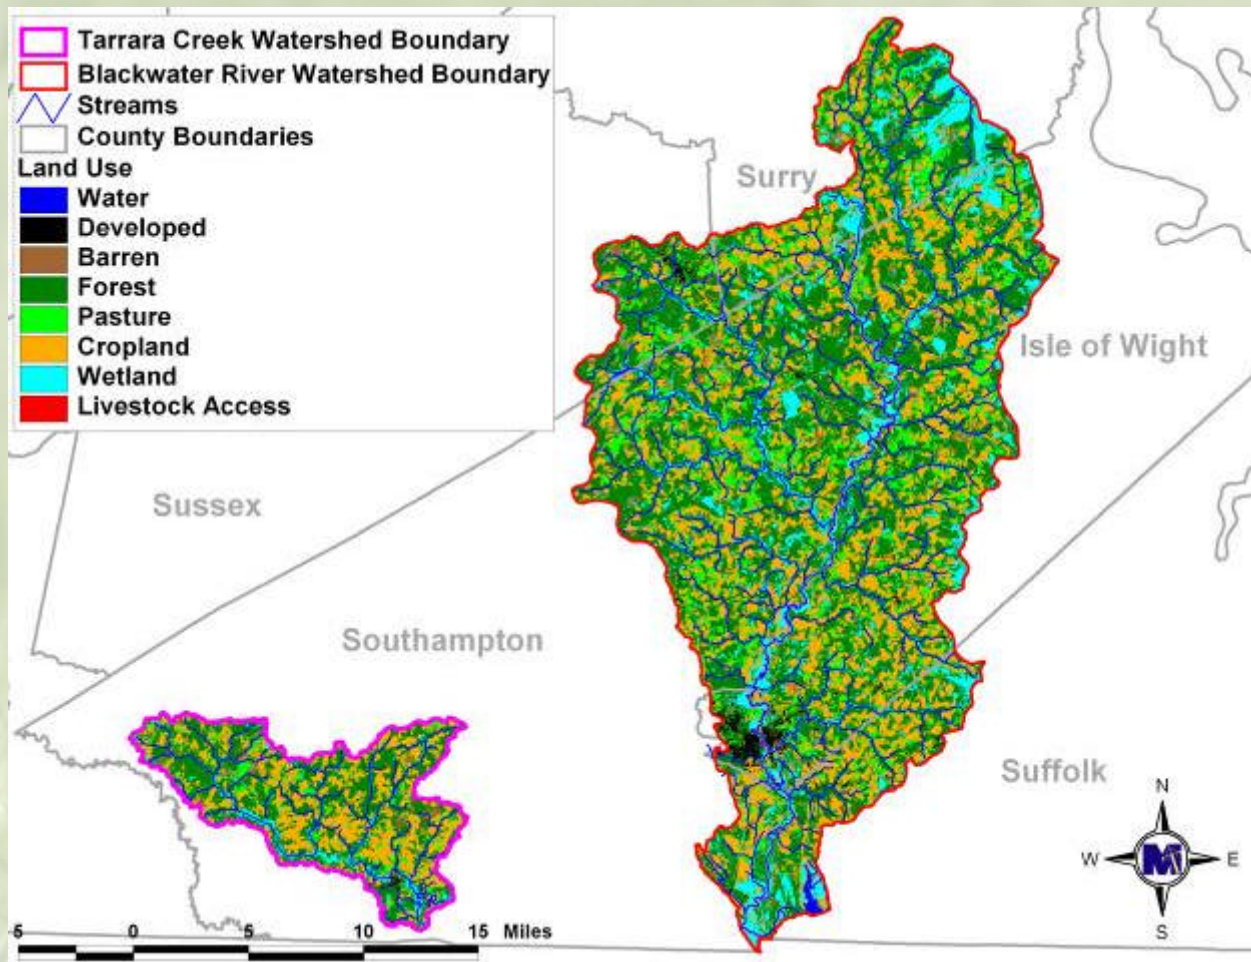 Tarrara Creek Watershed Boundary
Blackwater River Watershed Boundary
Streams
County Boundaries
Land Use
Water
Developed
Barren
Forest
Pasture
Cropland
Wetland
Livestock Access
Surry
Isle of Wight
Sussex
Southampton
Suffolk
N
W M E
S
5 0 5 10 15 Miles